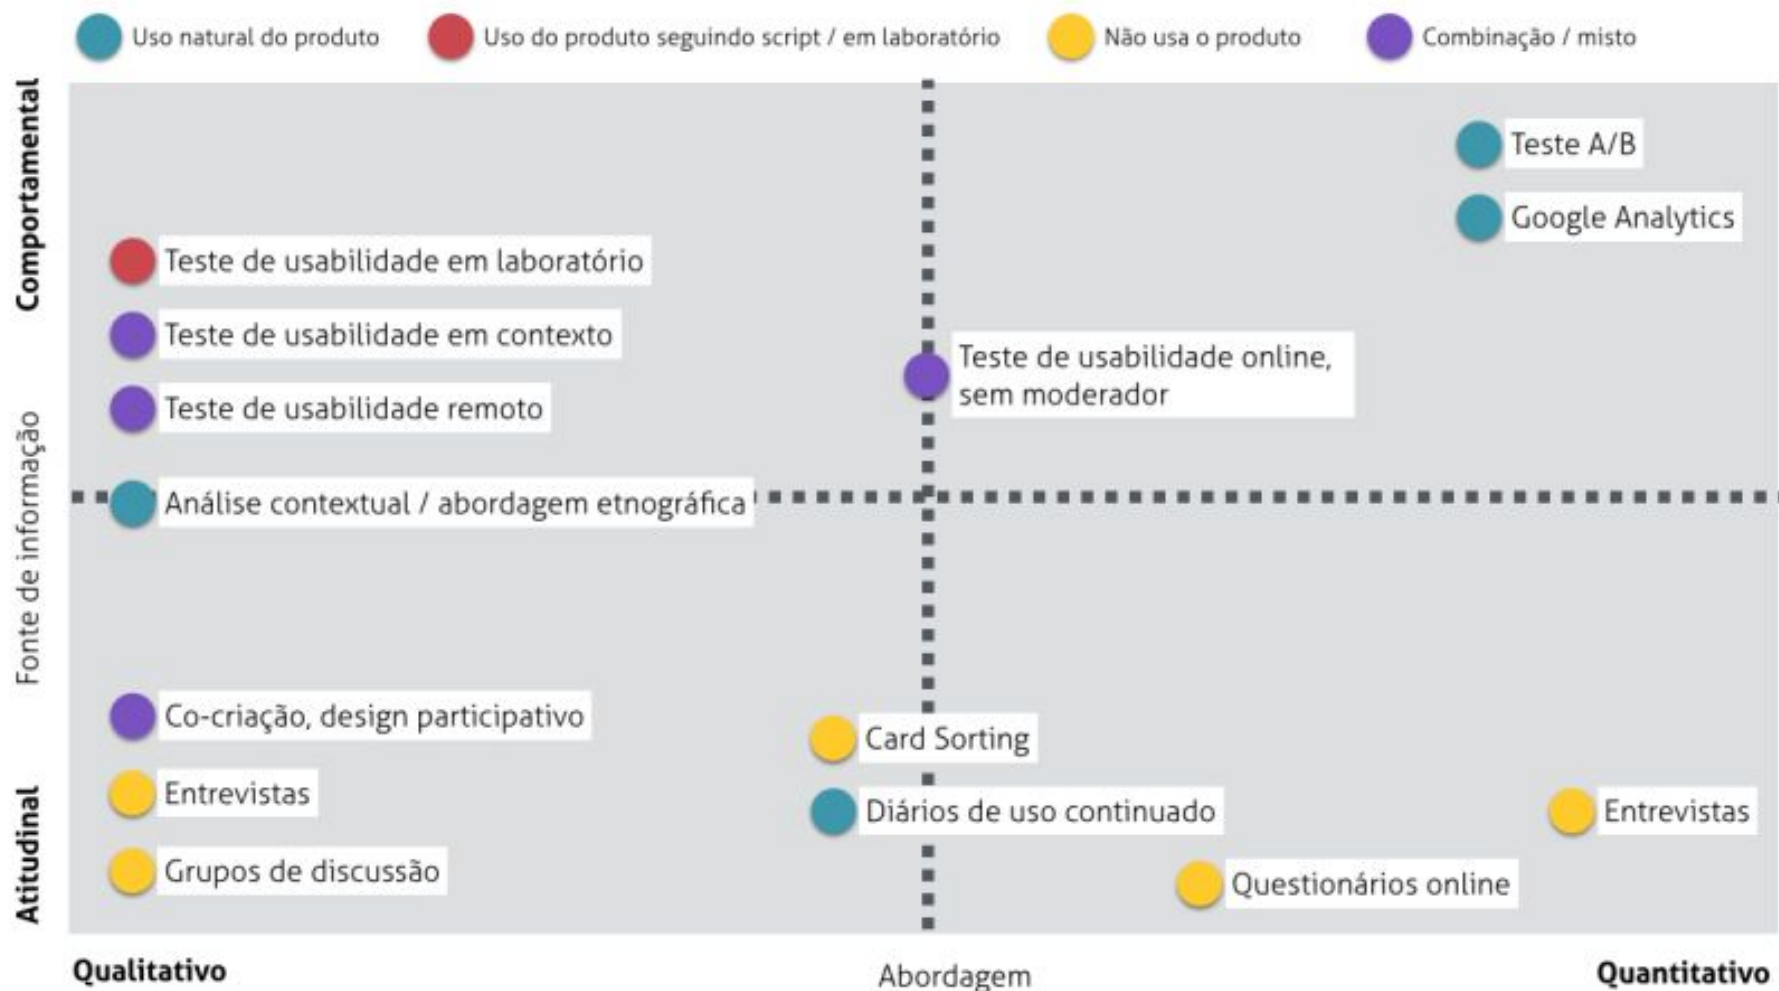 Uso natural do produto
Uso do produto seguindo script / em laboratório
Não usa o produto
Combinação / misto
Comportamental
Fonte de informação
Atitudinal
Teste A/B
Google Analytics
Teste de usabilidade em laboratório
Teste de usabilidade em contexto
Teste de usabilidade remoto
Teste de usabilidade online,
sem moderador
Análise contextual / abordagem etnográfica
Co-criação, design participativo
Entrevistas
Grupos de discussão
Card Sorting
Diários de uso continuado
Entrevistas
Questionários online
Qualitativo
Abordagem
Quantitativo